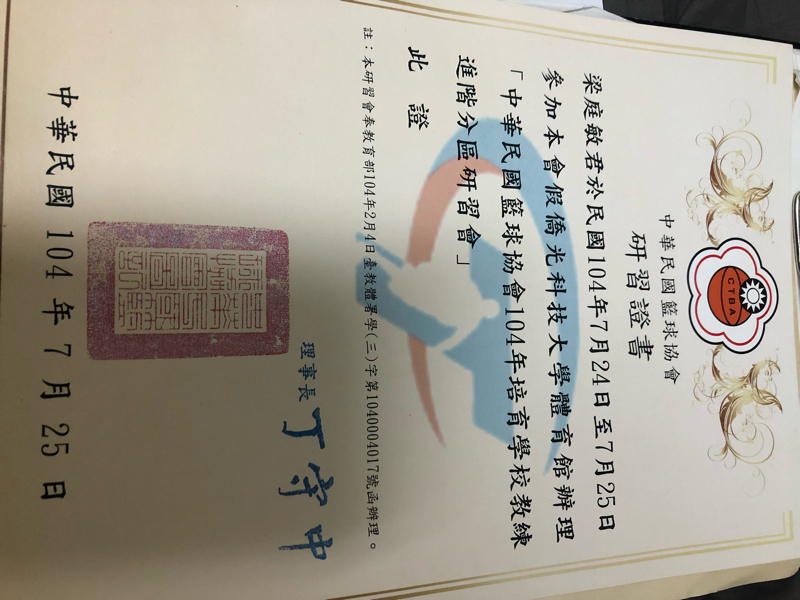 CTBA
中華民國籃球協會
研習證書
梁庭敏君於民國104年7月24日至7月25日
參加本會假僑光科技大學體育館辦理
「中華民國籃球協會104年培育學校教練
進階分區研習會」
此證
註：本研習會奉教育部104年2月4日臺教體署學(三)字第1040004017號函辦理。
理事長 丁守中
中華民國104年7月25日